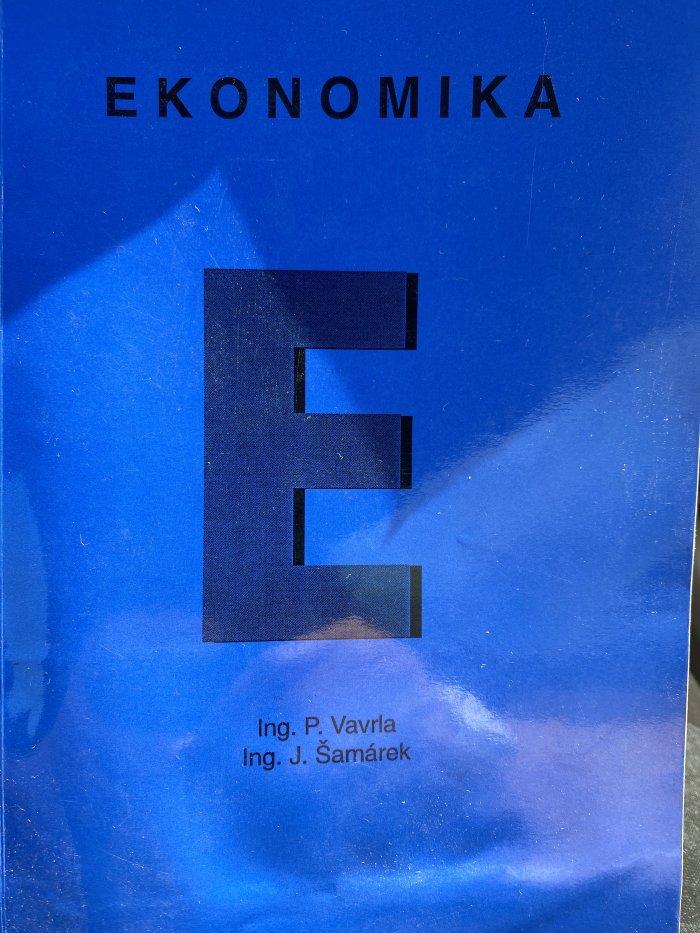 EKONOMIKA
E
Ing. P. Vavrla
Ing. J. Šamárek